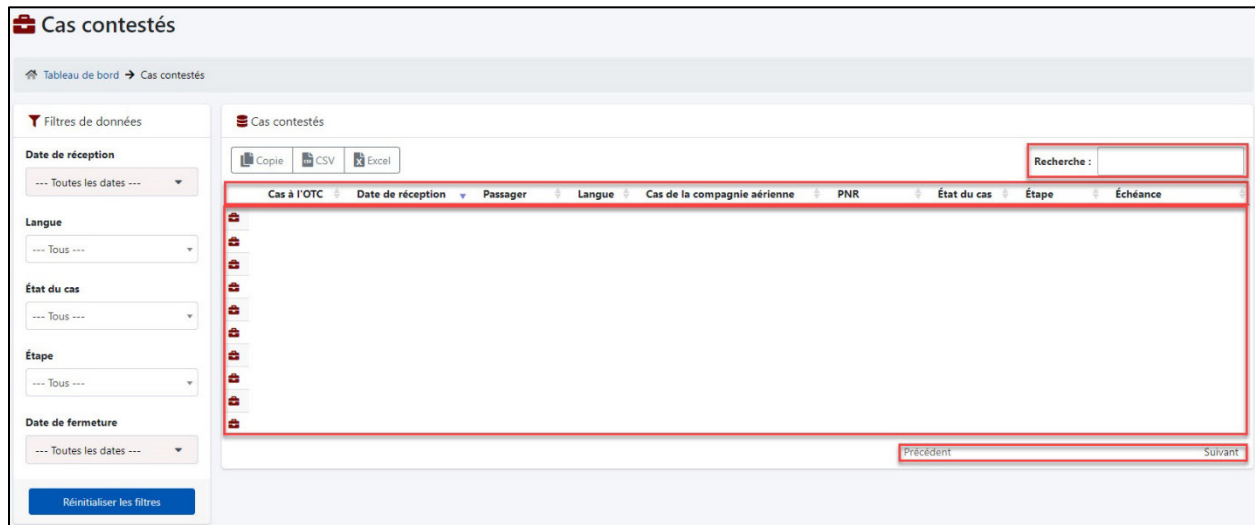 Cas contestés
Tableau de bord → Cas contestés
Filtres de données
Date de réception
--- Toutes les dates ---
Langue
--- Tous ---
État du cas
--- Tous ---
Étape
--- Tous ---
Date de fermeture
--- Toutes les dates ---
Réinitialiser les filtres
Cas contestés
Copie CSV Excel
Recherche :
Cas à l'OTC Date de réception Passager Langue Cas de la compagnie aérienne PNR État du cas Étape Échéance
Précédent Suivant